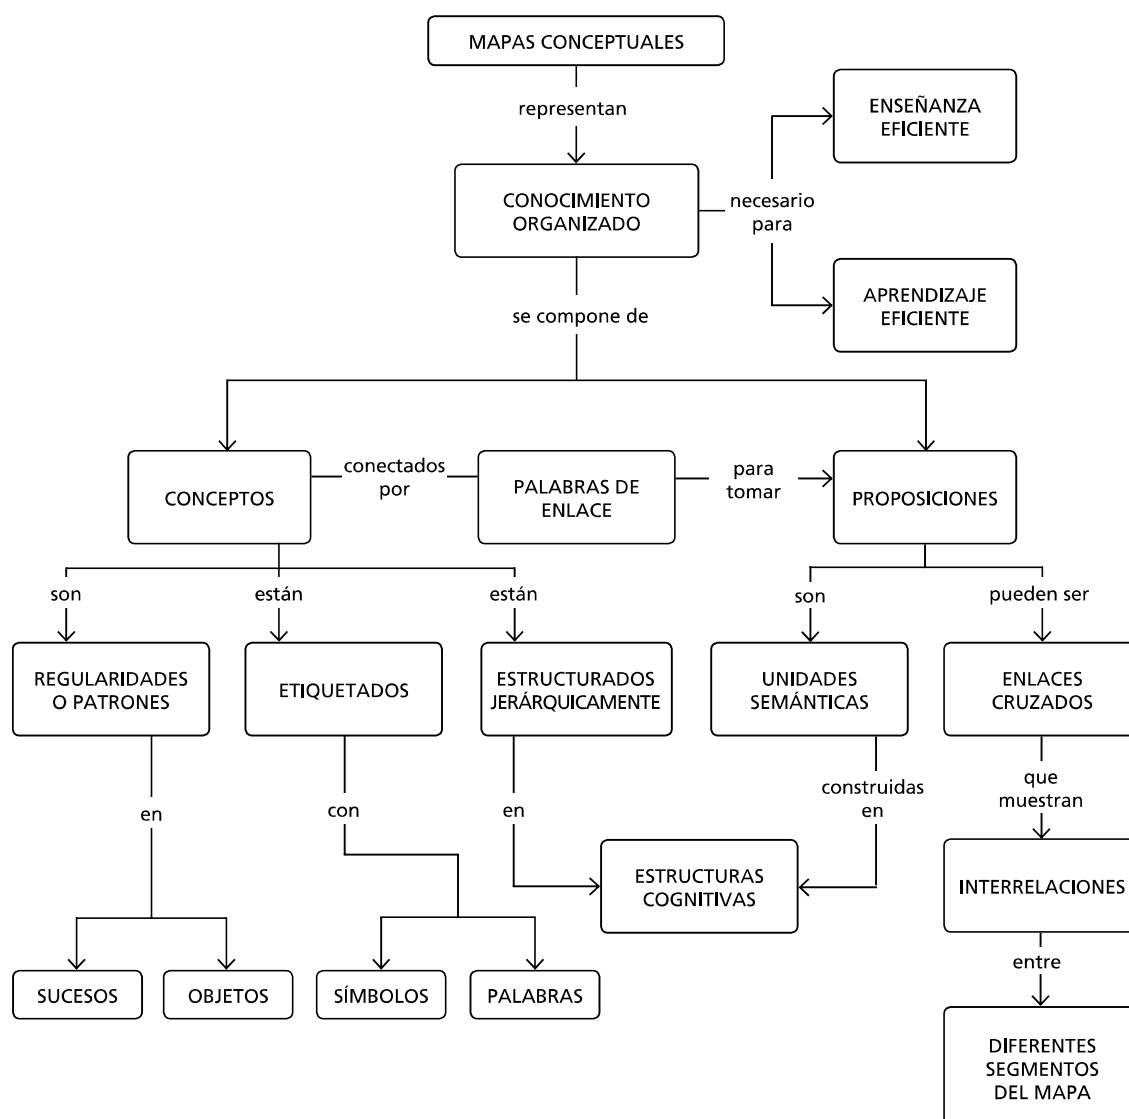 MAPAS CONCEPTUALES
representan
ENSEÑANZA
EFICIENTE
CONOCIMIENTO
ORGANIZADO
necesario
para
APRENDIZAJE
EFICIENTE
se compone de
CONCEPTOS
conectados
por
PALABRAS DE
ENLACE
para
tomar
PROPOSICIONES
son
están
están
son
pueden ser
REGULARIDADES
O PATRONES
ETIQUETADOS
ESTRUCTURADOS
JERÁRQUICAMENTE
UNIDADES
SEMÁNTICAS
ENLACES
CRUZADOS
en
con
en
construidas
en
que
muestran
ESTRUCTURAS
COGNITIVAS
INTERRELACIONES
SUCESOS
OBJETOS
SÍMBOLOS
PALABRAS
entre
DIFERENTES
SEGMENTOS
DEL MAPA